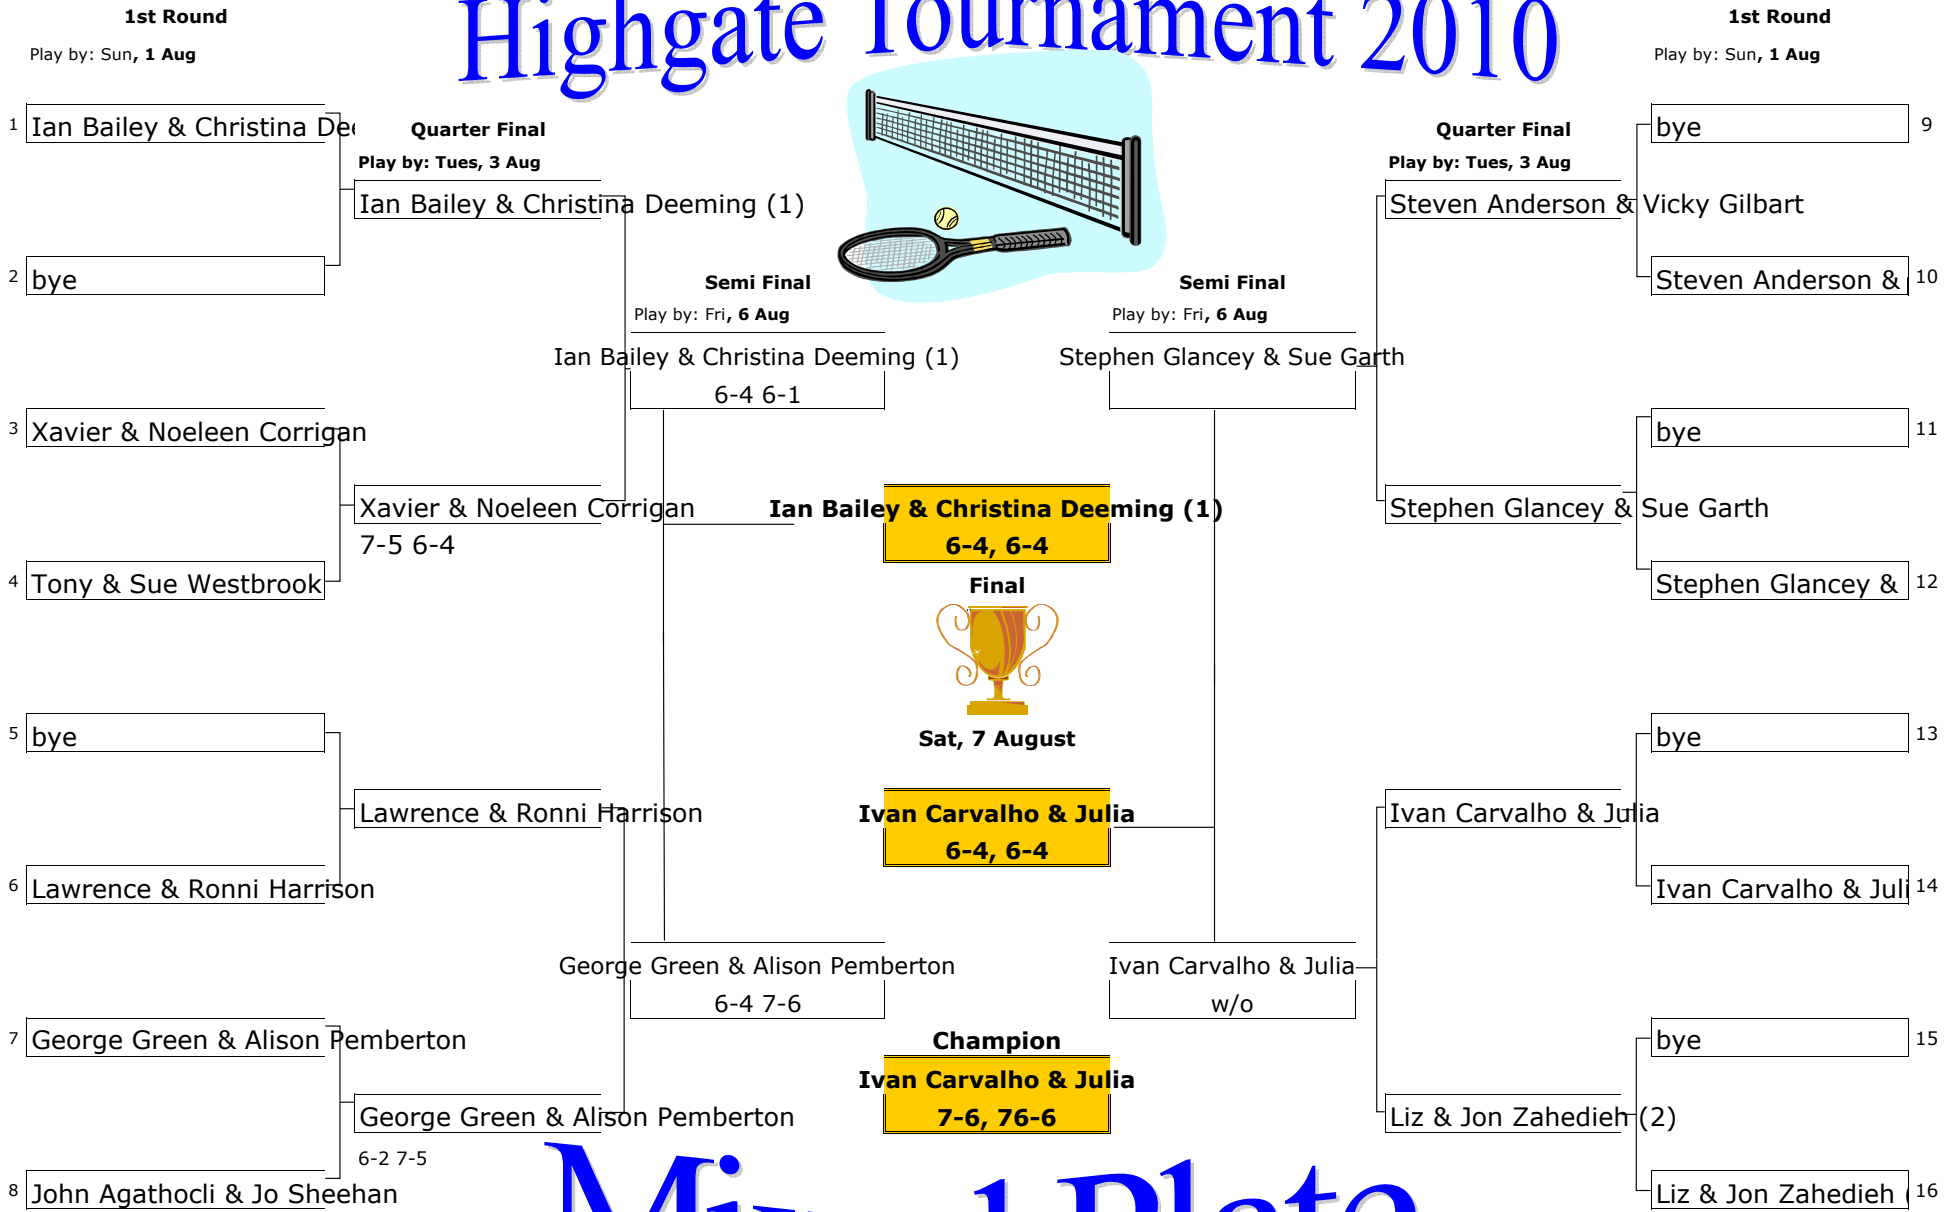 Highgate Tournament 2010
1st Round
Play by: Sun, 1 Aug
1st Round
Play by: Sun, 1 Aug
1 Ian Bailey & Christina Dee
Quarter Final
Play by: Tues, 3 Aug
Ian Bailey & Christina Deeming (1)
2 bye
Semi Final
Play by: Fri, 6 Aug
Ian Bailey & Christina Deeming (1)
6-4 6-1
3 Xavier & Noeleen Corrigan
Xavier & Noeleen Corrigan
7-5 6-4
4 Tony & Sue Westbrook
5 bye
Lawrence & Ronni Harrison
6 Lawrence & Ronni Harrison
George Green & Alison Pemberton
6-4 7-6
7 George Green & Alison Pemberton
George Green & Alison Pemberton
6-2 7-5
8 John Agathocli & Jo Sheehan
Ian Bailey & Christina Deeming (1)
6-4, 6-4
Final
Sat, 7 August
Ivan Carvalho & Julia
6-4, 6-4
Champion
Ivan Carvalho & Julia
7-6, 76-6
Quarter Final
Play by: Tues, 3 Aug
bye 9
Steven Anderson & Vicky Gilbart
Steven Anderson & 10
Semi Final
Play by: Fri, 6 Aug
Stephen Glancey & Sue Garth
bye 11
Stephen Glancey & Sue Garth
Stephen Glancey & 12
bye 13
Ivan Carvalho & Julia
Ivan Carvalho & Juli 14
Ivan Carvalho & Julia
w/o
bye 15
Liz & Jon Zahedieh (2)
Liz & Jon Zahedieh ( 16
Mixed Plate